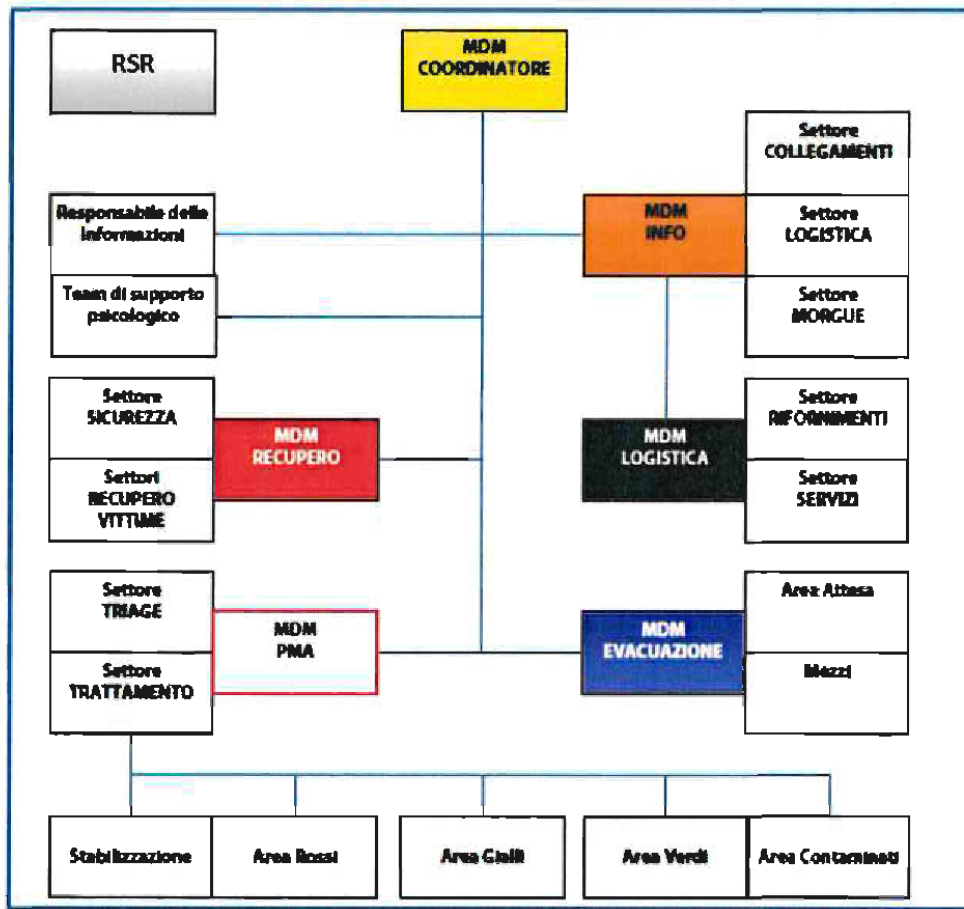 RSR
MDM
COORDINATORE
Settore
COLLEGAMENTI
Responsabile delle
Informazioni
MDM
INFO
Settore
LOGISTICA
Team di supporto
psicologico
Settore
MORGUE
Settore
SICUREZZA
MDM
RECUPERO
MDM
LOGISTICA
Settore
RIFORNIMENTI
Settori
RECUPERO
VITTIME
Settore
SERVIZI
Settore
TRIAGE
MDM
PMA
MDM
EVACUAZIONE
Area Attesa
Settore
TRATTAMENTO
Mezzi
Stabilizzazione
Area Rossi
Area Gialli
Area Verdi
Area Contaminati